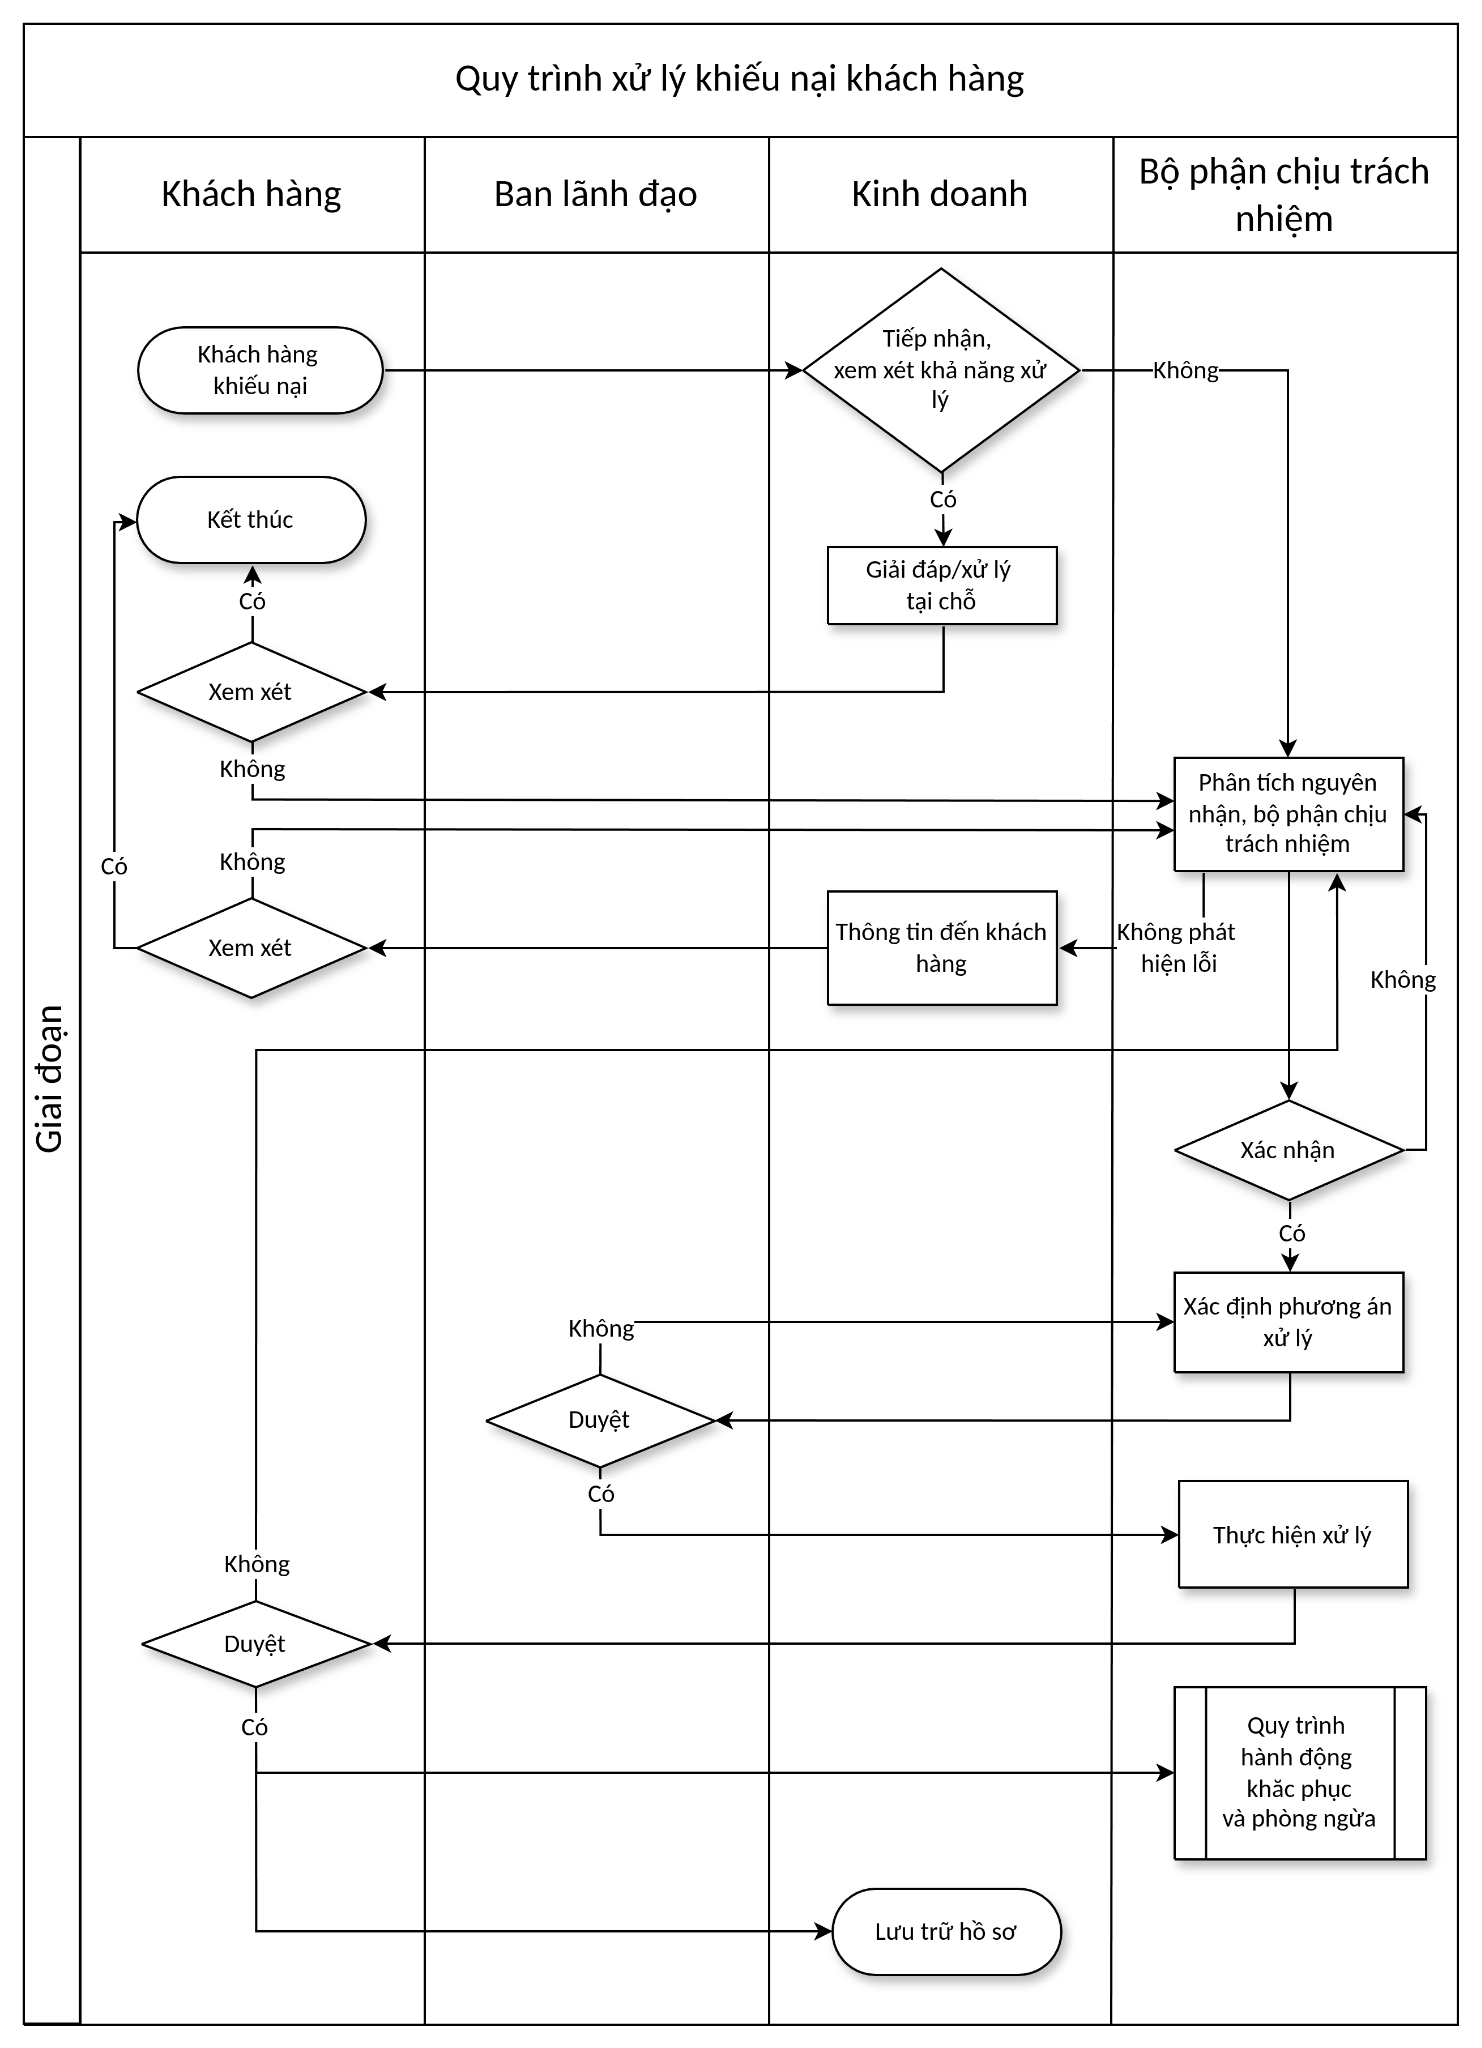 Quy trình xử lý khiếu nại khách hàng
Khách hàng
Ban lãnh đạo
Kinh doanh
Bộ phận chịu trách
nhiệm
Giai đoạn
Khách hàng
khiếu nại
Tiếp nhận,
xem xét khả năng xử
lý
Không
Kết thúc
Có
Giải đáp/xử lý
tại chỗ
Có
Xem xét
Không
Phân tích nguyên
nhận, bộ phận chịu
trách nhiệm
Có
Không
Xem xét
Thông tin đến khách
hàng
Không phát
hiện lỗi
Không
Xác nhận
Có
Xác định phương án
xử lý
Không
Duyệt
Có
Thực hiện xử lý
Không
Duyệt
Có
Quy trình
hành động
khăc phục
và phòng ngừa
Lưu trữ hồ sơ